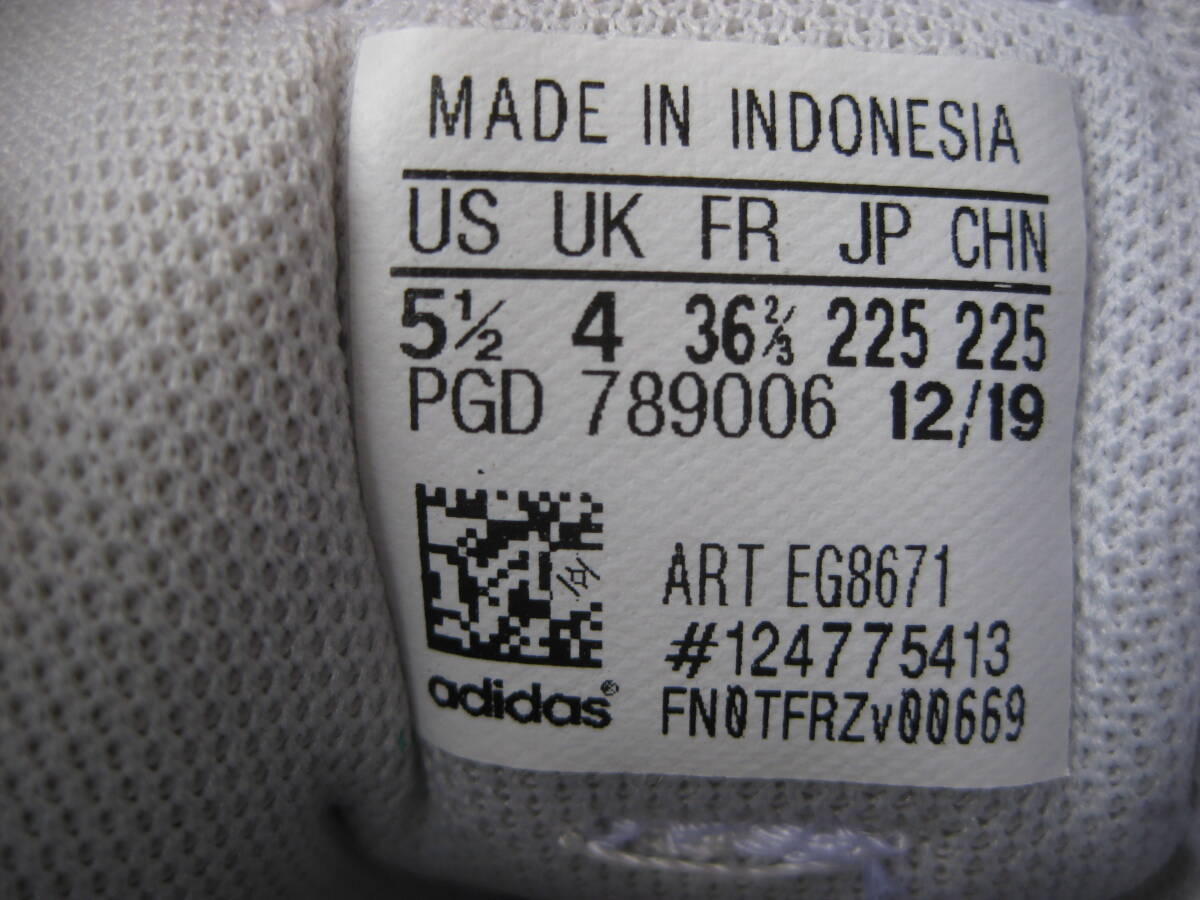 MADE IN INDONESIA
US UK FR JP CHN
5½ 4 36⅔ 225 225
PGD 789006 12/19
ART EG8671
#124775413
adidas® FN0TFRZv00669